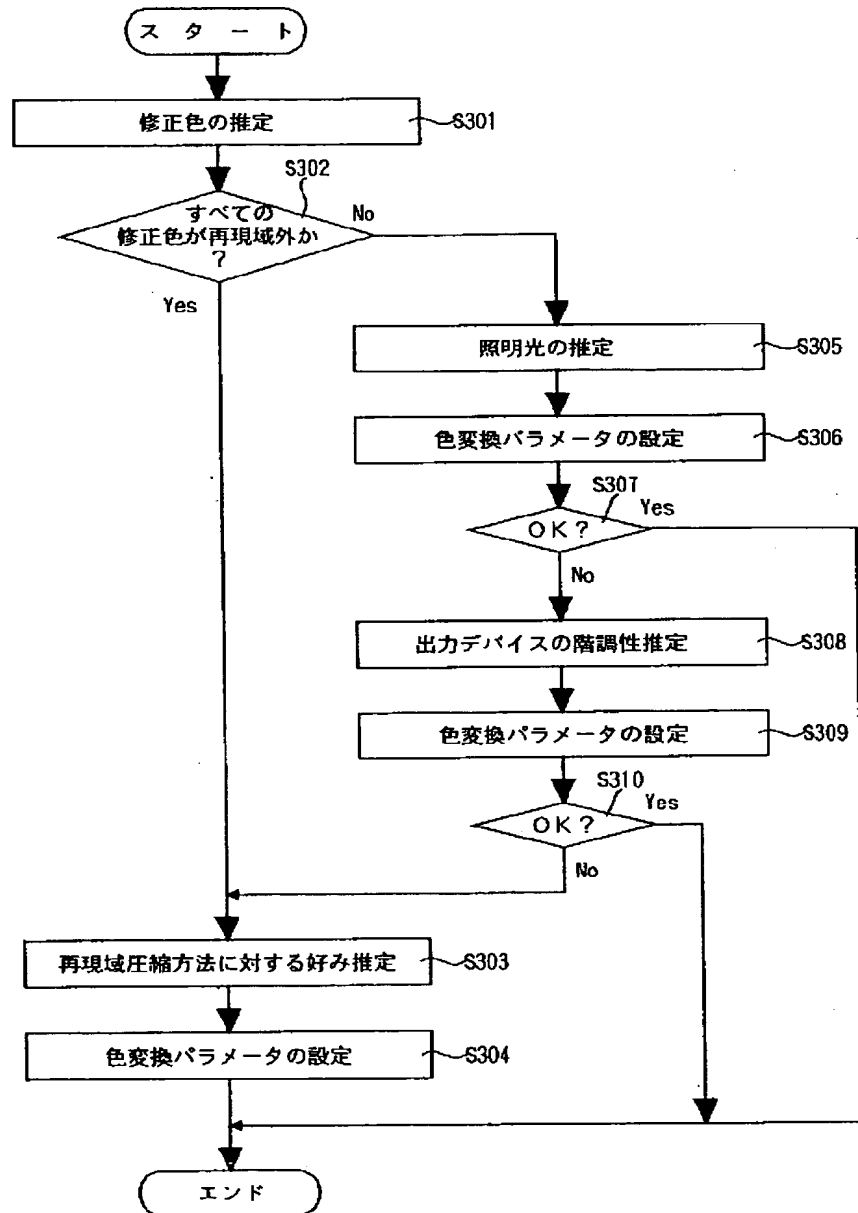 スタート
修正色の推定
S301
S302
すべての
修正色が再現域外か
?
No
Yes
照明光の推定
S305
色変換パラメータの設定
S306
S307
OK?
Yes
No
出力デバイスの階調性推定
S308
色変換パラメータの設定
S309
S310
OK?
Yes
No
再現域圧縮方法に対する好み推定
S303
色変換パラメータの設定
S304
エンド